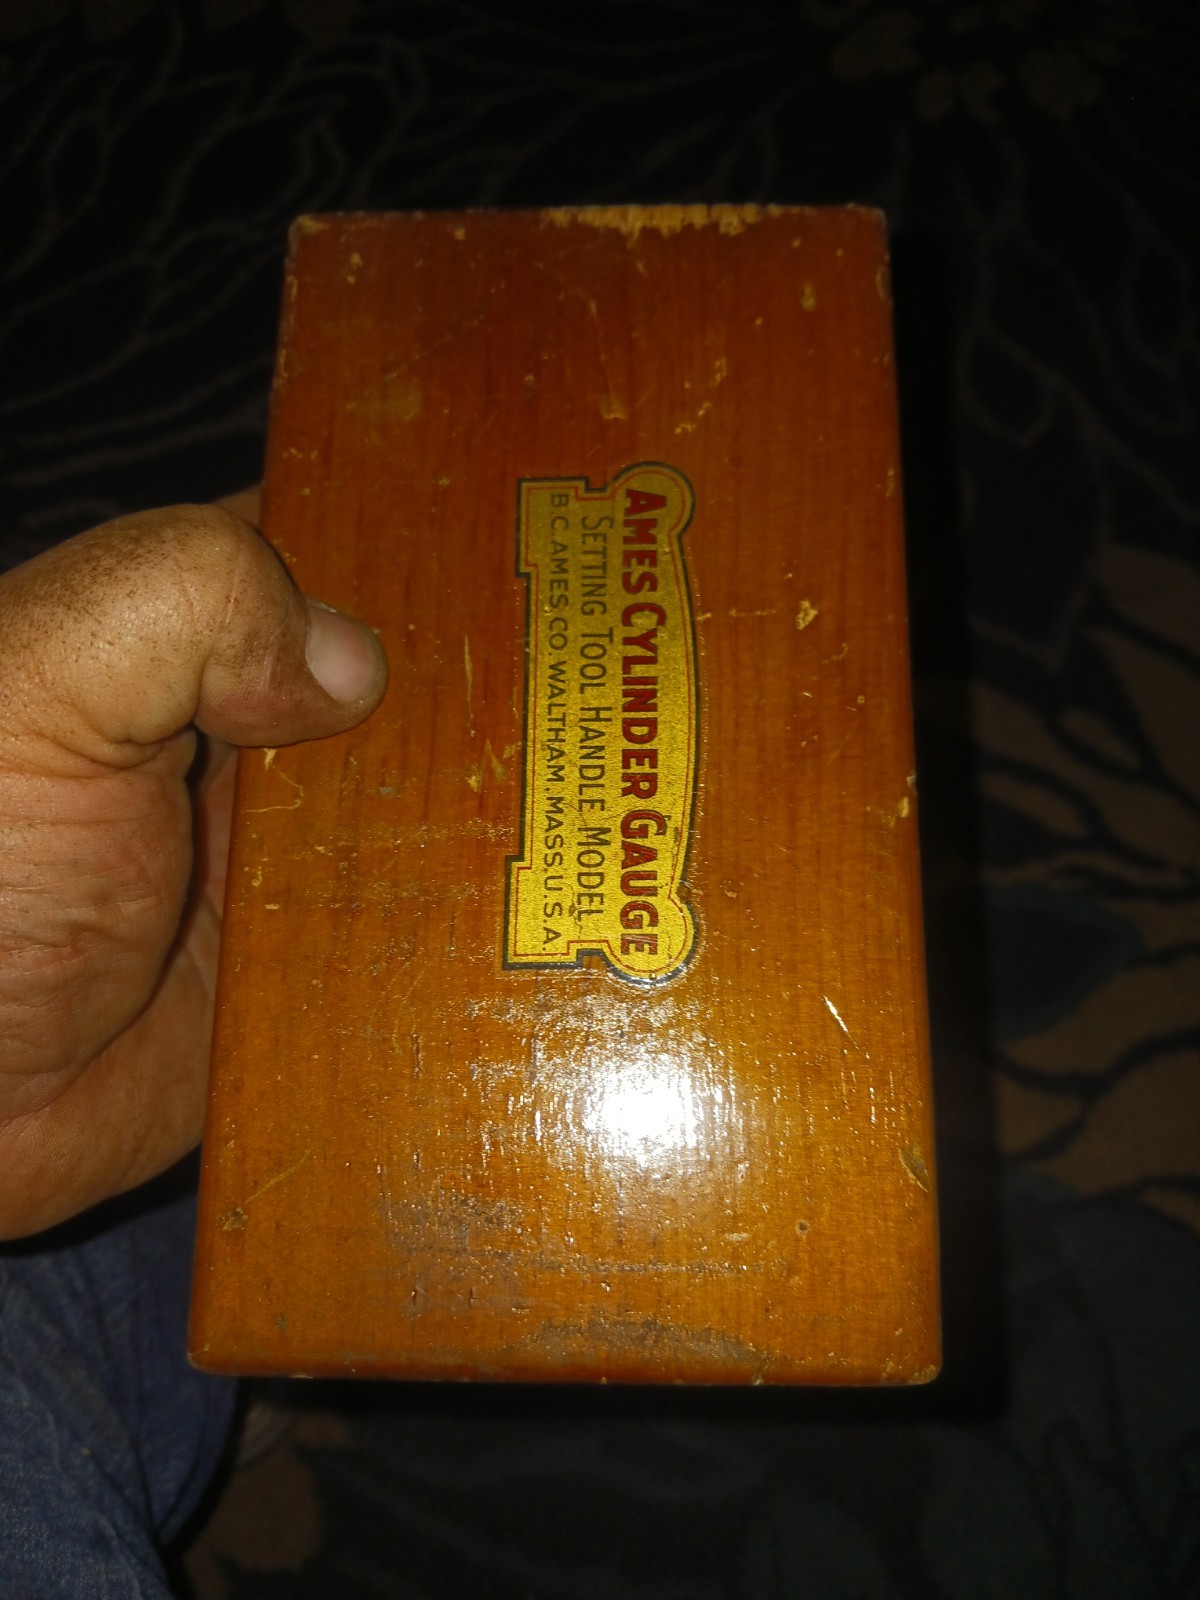 AMES CYLINDER GAUGE
SETTING TOOL HANDLE MODEL
B.C. AMES CO. WALTHAM. MASS. U.S.A.